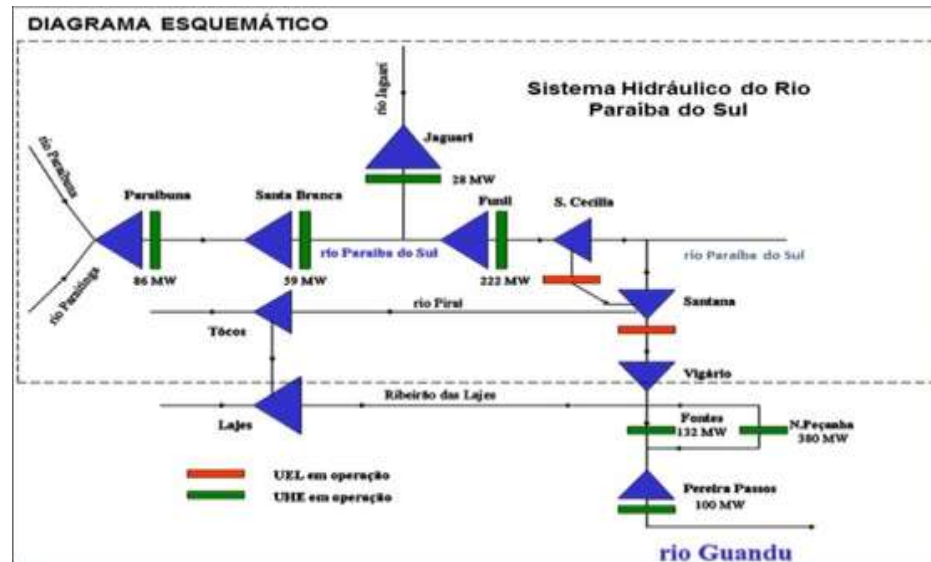 DIAGRAMA ESQUEMÁTICO
Sistema Hidráulico do Rio
Paraíba do Sul
rio Jaguari
Jaguari
28 MW
rio Paraibuna
rio Paraitinga
Paraibuna
86 MW
Santa Branca
59 MW
rio Paraíba do Sul
Funil
222 MW
S. Cecília
rio Paraíba do Sul
Santana
rio Piraí
Tócos
Vigário
Ribeirão das Lajes
Lajes
Fontes
132 MW
N.Peçanha
380 MW
UEL em operação
UHE em operação
Pereira Passos
100 MW
rio Guandu